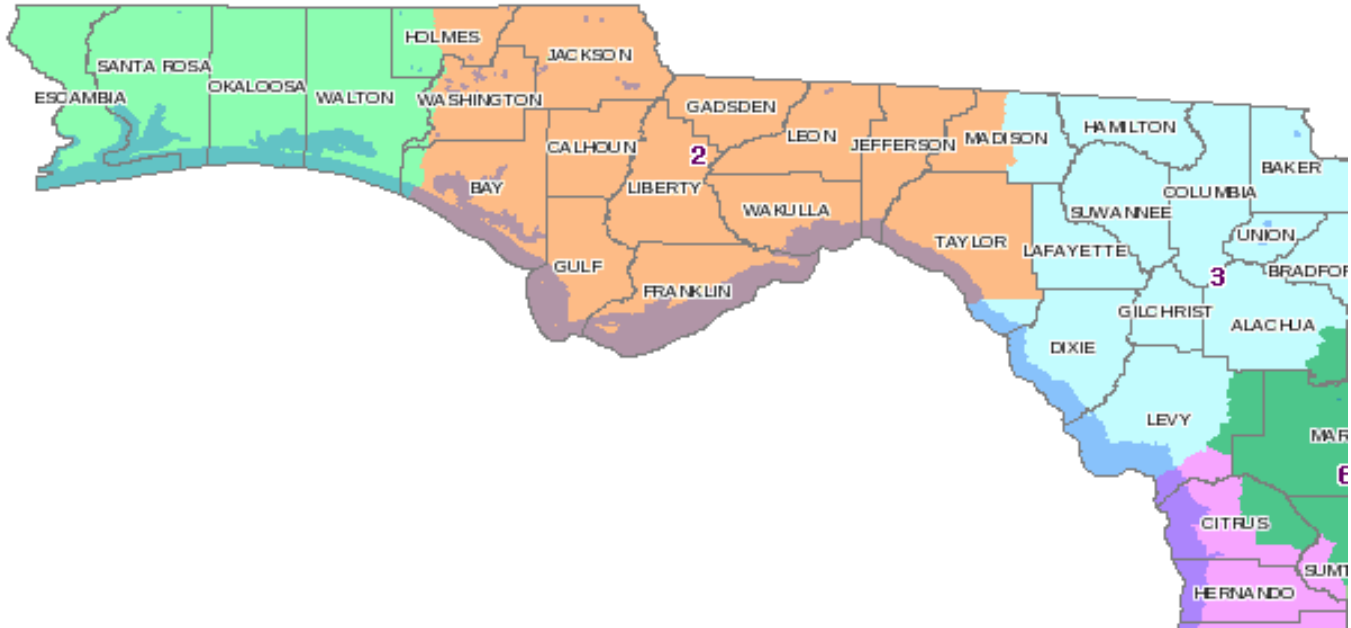 HOLMES
JACKSON
SANTA ROSA
OKALOOSA
ESCAMBIA
WALTON
WASHINGTON
GADSDEN
LEON
JEFFERSON
MADISON
HAMILTON
CALHOUN
2
BAKER
BAY
LIBERTY
COLUMBIA
WAKULLA
SUWANNEE
TAYLOR
LAFAYETTE
UNION
GULF
3
BRADFOR
FRANKLIN
GILCHRIST
ALACHUA
DIXIE
LEVY
MAR
6
CITRUS
SUMT
HERNANDO